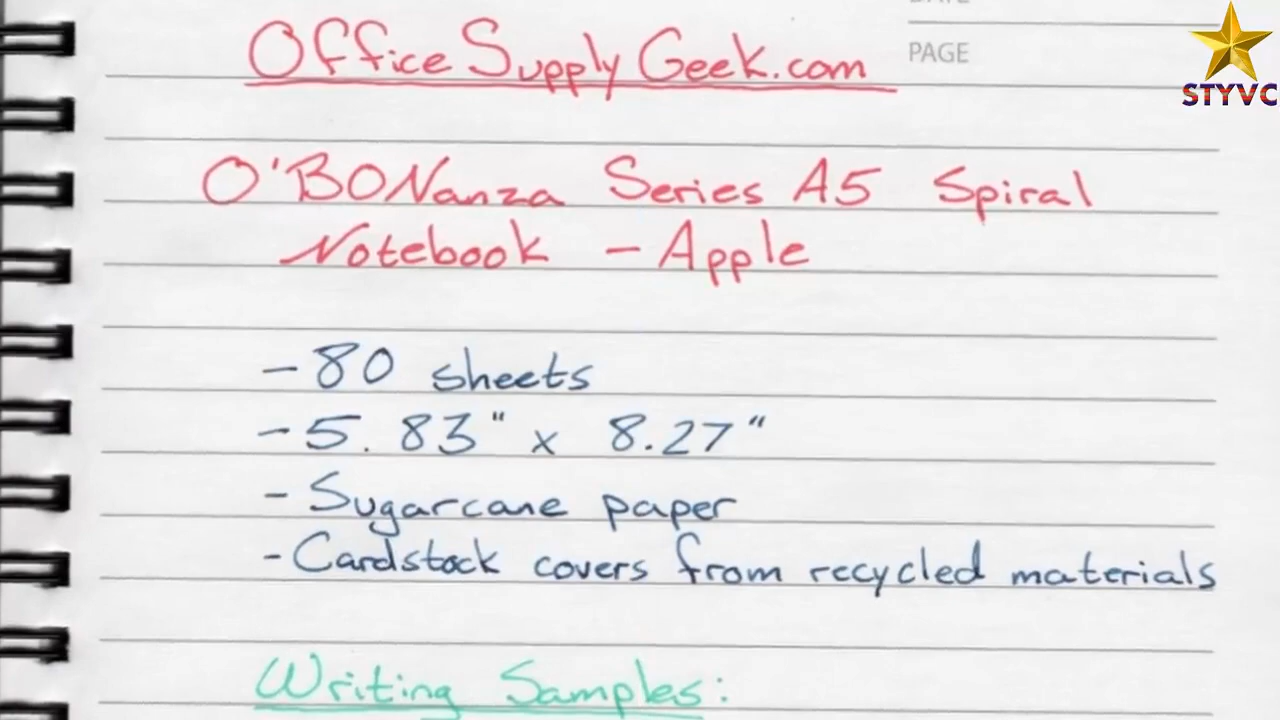 OfficeSupplyGeek.com
PAGE
STYVC
O'BONanza Series A5 Spiral
Notebook - Apple
- 80 sheets
- 5.83" x 8.27"
- Sugarcane paper
- Cardstock covers from recycled materials
Writing Samples: